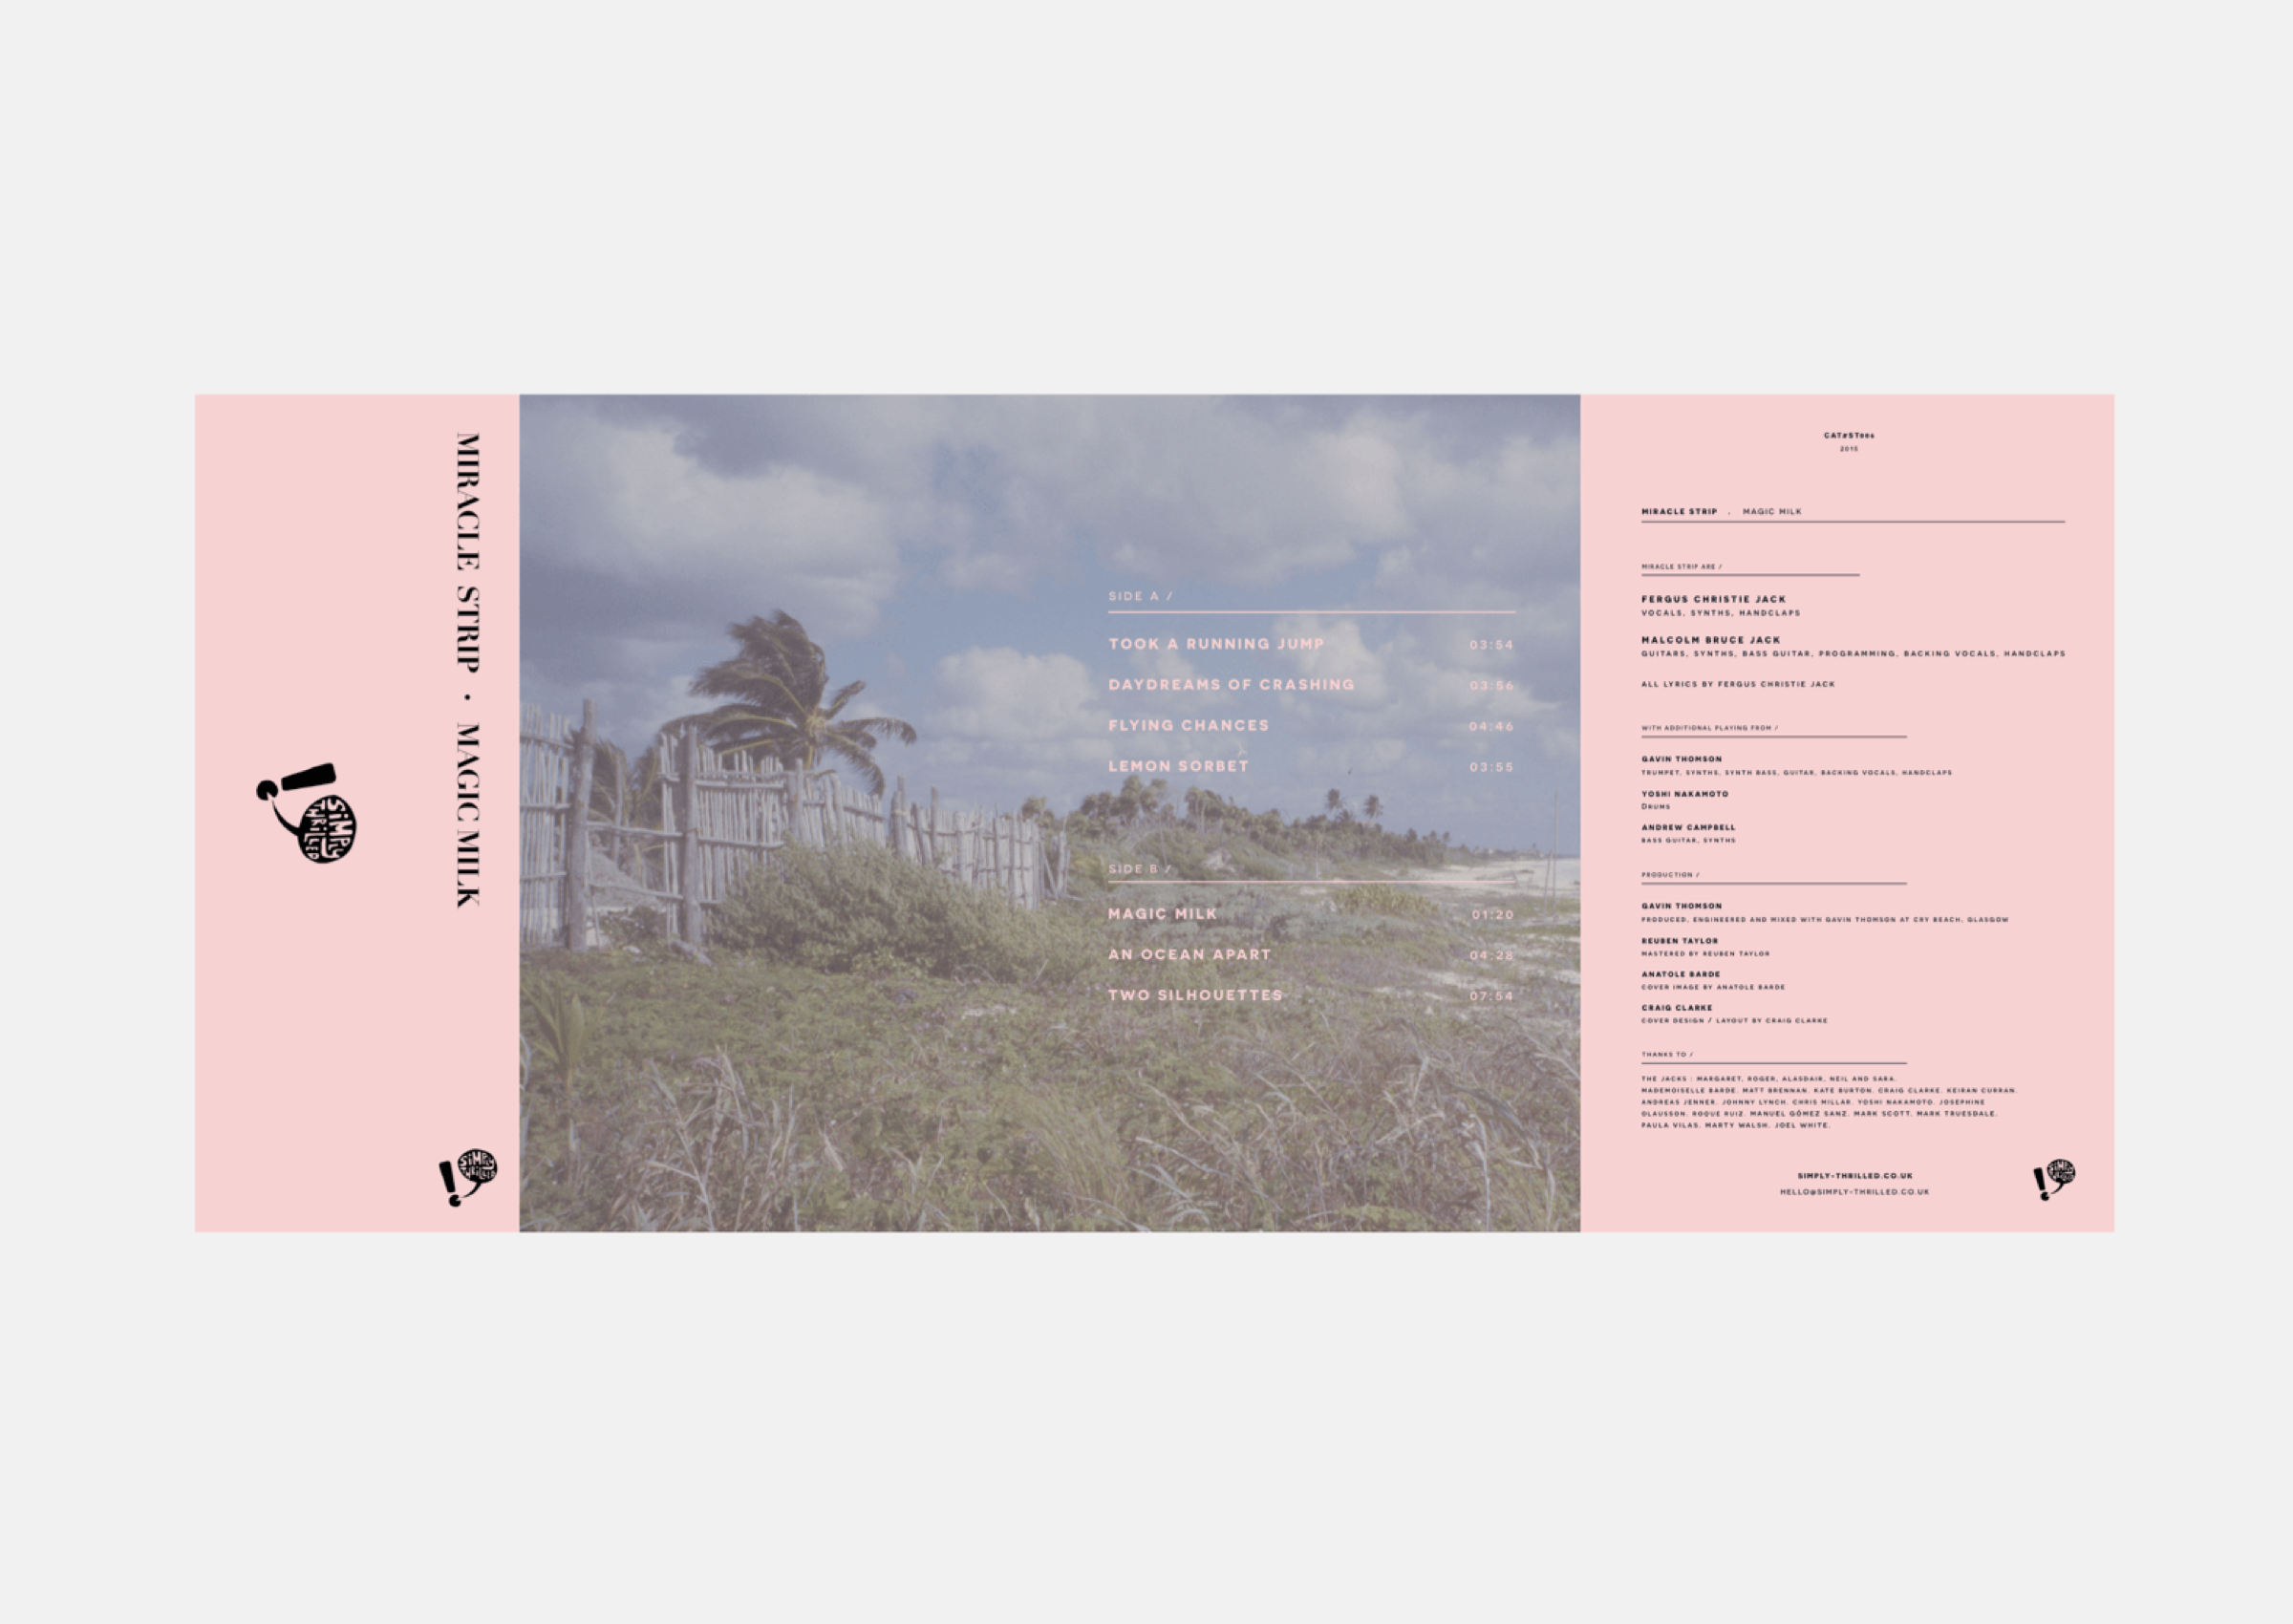 MIRACLE STRIP • MAGIC MILK
SIMPLY THRILLED
SIMPLY THRILLED
SIDE A /
TOOK A RUNNING JUMP 03:54
DAYDREAMS OF CRASHING 03:56
FLYING CHANCES 04:46
LEMON SORBET 03:55
SIDE B /
MAGIC MILK 01:20
AN OCEAN APART 04:28
TWO SILHOUETTES 07:54
CAT#ST006
2015
MIRACLE STRIP . MAGIC MILK
MIRACLE STRIP ARE /
FERGUS CHRISTIE JACK
VOCALS, SYNTHS, HANDCLAPS
MALCOLM BRUCE JACK
GUITARS, SYNTHS, BASS GUITAR, PROGRAMMING, BACKING VOCALS, HANDCLAPS
ALL LYRICS BY FERGUS CHRISTIE JACK
WITH ADDITIONAL PLAYING FROM /
GAVIN THOMSON
TRUMPET, SYNTHS, SYNTH BASS, GUITAR, BACKING VOCALS, HANDCLAPS
YOSHI NAKAMOTO
DRUMS
ANDREW CAMPBELL
BASS GUITAR, SYNTHS
PRODUCTION /
GAVIN THOMSON
PRODUCED, ENGINEERED AND MIXED WITH GAVIN THOMSON AT CRY BEACH, GLASGOW
REUBEN TAYLOR
MASTERED BY REUBEN TAYLOR
ANATOLE BARDE
COVER IMAGE BY ANATOLE BARDE
CRAIG CLARKE
COVER DESIGN / LAYOUT BY CRAIG CLARKE
THANKS TO /
THE JACKS : MARGARET, ROGER, ALASDAIR, NEIL AND SARA.
MADEMOISELLE BARDE. MATT BRENNAN. KATE BURTON. CRAIG CLARKE. KEIRAN CURRAN.
ANDREAS JENNER. JOHNNY LYNCH. CHRIS MILLAR. YOSHI NAKAMOTO. JOSEPHINE
OLAUSSON. ROQUE RUIZ. MANUEL GÓMEZ SANZ. MARK SCOTT. MARK TRUESDALE.
PAULA VILAS. MARTY WALSH. JOEL WHITE.
SIMPLY-THRILLED.CO.UK
HELLO@SIMPLY-THRILLED.CO.UK
SIMPLY THRILLED